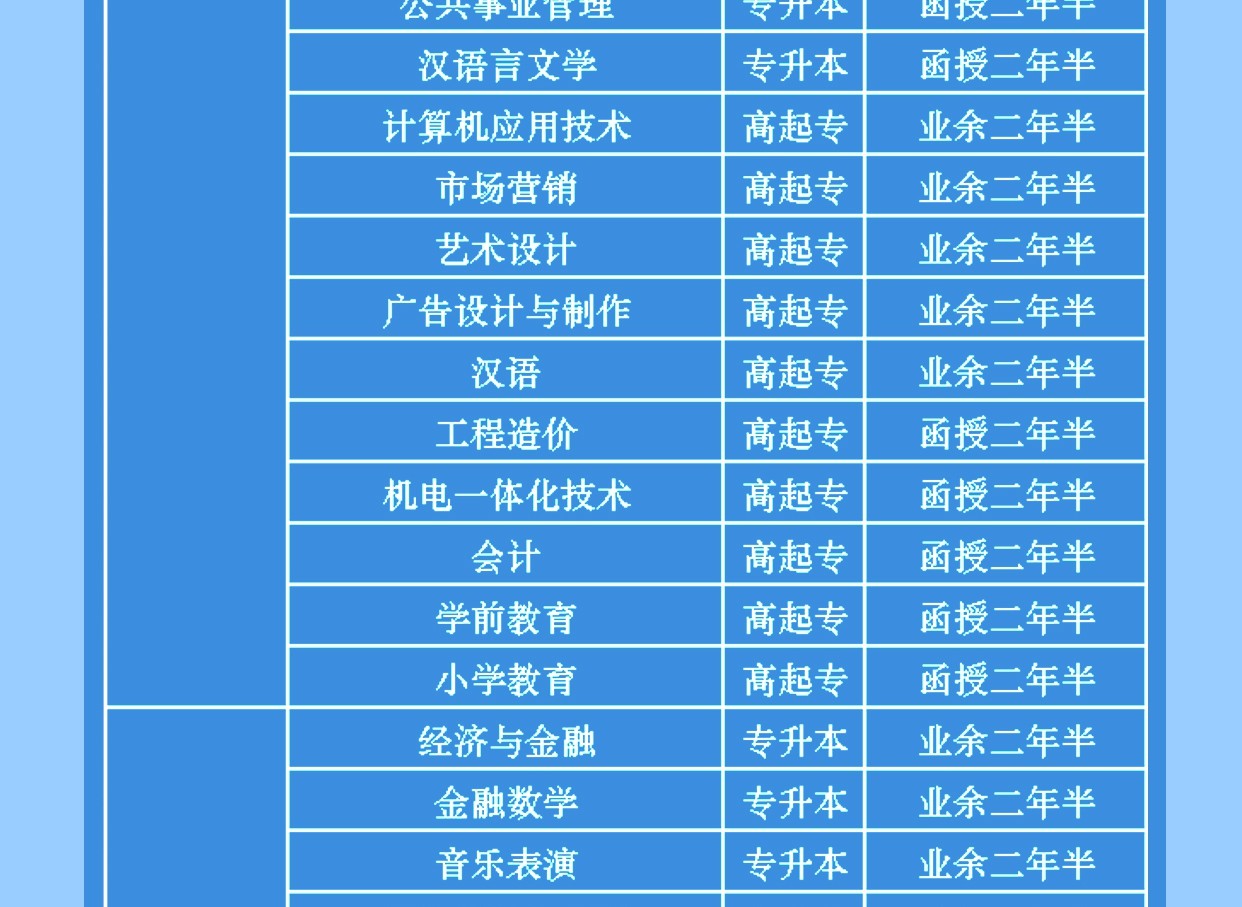 公共事业管理 专升本 函授二年半
汉语言文学 专升本 函授二年半
计算机应用技术 高起专 业余二年半
市场营销 高起专 业余二年半
艺术设计 高起专 业余二年半
广告设计与制作 高起专 业余二年半
汉语 高起专 业余二年半
工程造价 高起专 函授二年半
机电一体化技术 高起专 函授二年半
会计 高起专 函授二年半
学前教育 高起专 函授二年半
小学教育 高起专 函授二年半
经济与金融 专升本 业余二年半
金融数学 专升本 业余二年半
音乐表演 专升本 业余二年半